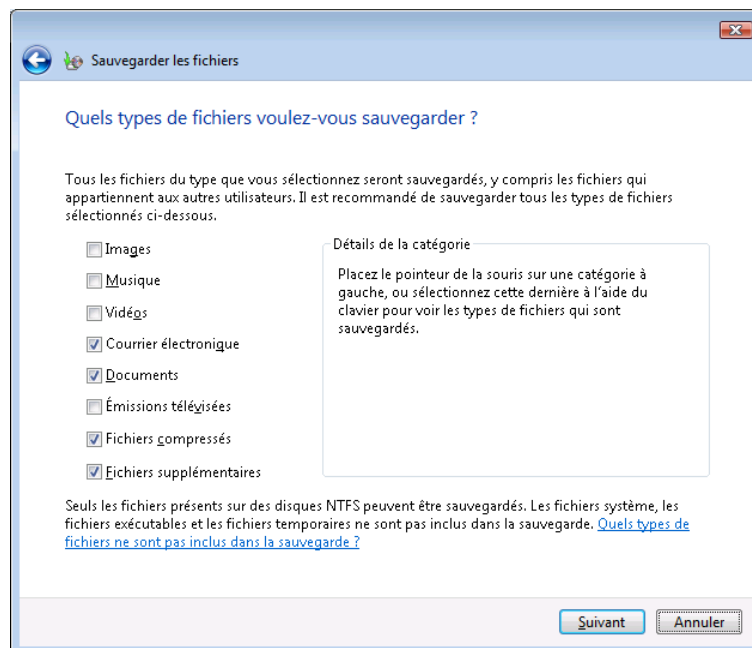 Sauvegarder les fichiers
Quels types de fichiers voulez-vous sauvegarder ?
Tous les fichiers du type que vous sélectionnez seront sauvegardés, y compris les fichiers qui
appartiennent aux autres utilisateurs. Il est recommandé de sauvegarder tous les types de fichiers
sélectionnés ci-dessous.
Images
Musique
Vidéos
Courrier électronique
Documents
Émissions télévisées
Fichiers compressés
Fichiers supplémentaires
Détails de la catégorie
Placez le pointeur de la souris sur une catégorie à
gauche, ou sélectionnez cette dernière à l'aide du
clavier pour voir les types de fichiers qui sont
sauvegardés.
Seuls les fichiers présents sur des disques NTFS peuvent être sauvegardés. Les fichiers système, les
fichiers exécutables et les fichiers temporaires ne sont pas inclus dans la sauvegarde. Quels types de
fichiers ne sont pas inclus dans la sauvegarde ?
Suivant
Annuler